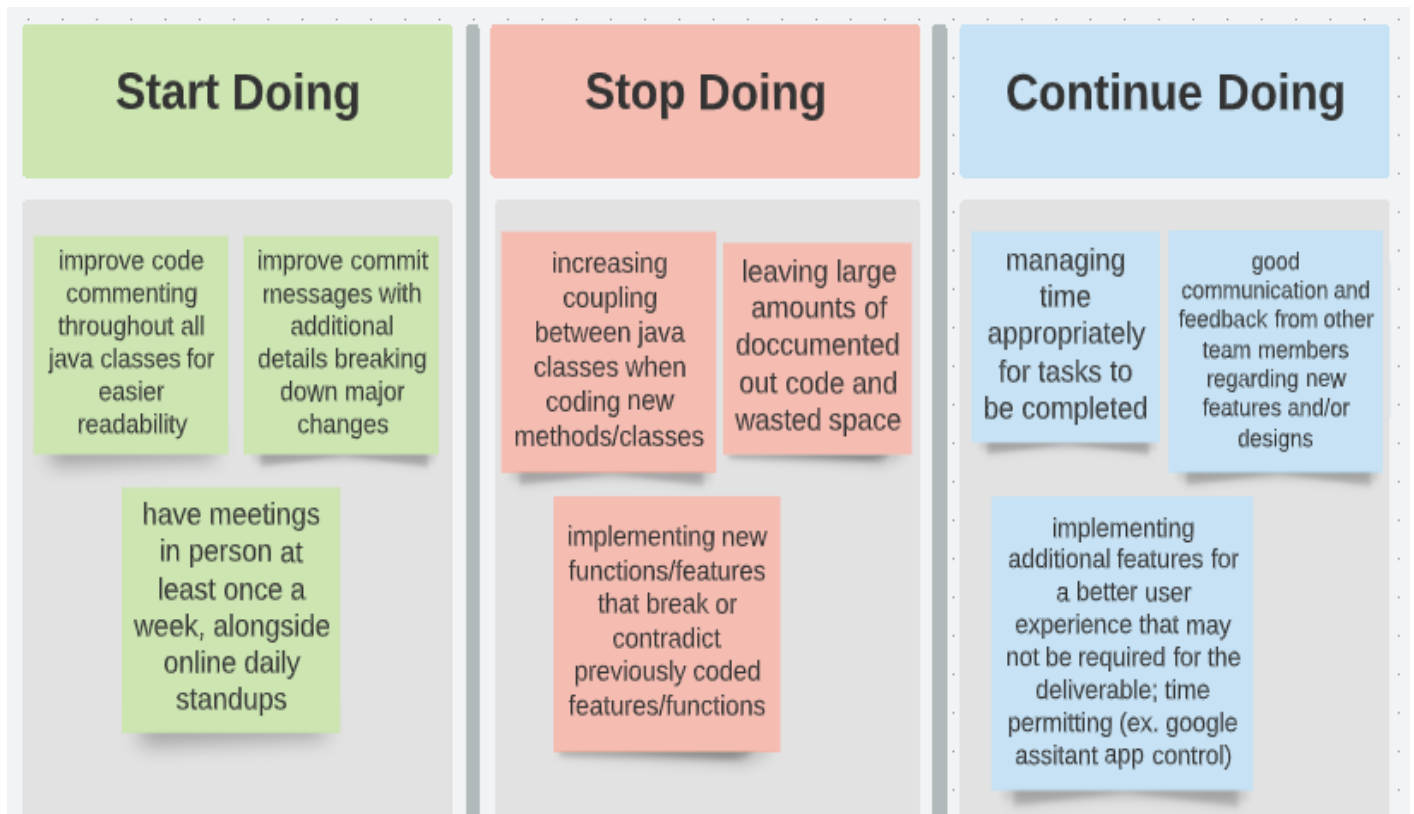 Start Doing
improve code
commenting
throughout all
java classes for
easier
readability
improve commit
messages with
additional
details breaking
down major
changes
have meetings
in person at
least once a
week, alongside
online daily
standups
Stop Doing
increasing
coupling
between java
classes when
coding new
methods/classes
leaving large
amounts of
doccumented
out code and
wasted space
implementing new
functions/features
that break or
contradict
previously coded
features/functions
Continue Doing
managing
time
appropriately
for tasks to
be completed
good
communication and
feedback from other
team members
regarding new
features and/or
designs
implementing
additional features for
a better user
experience that may
not be required for the
deliverable; time
permitting (ex. google
assitant app control)